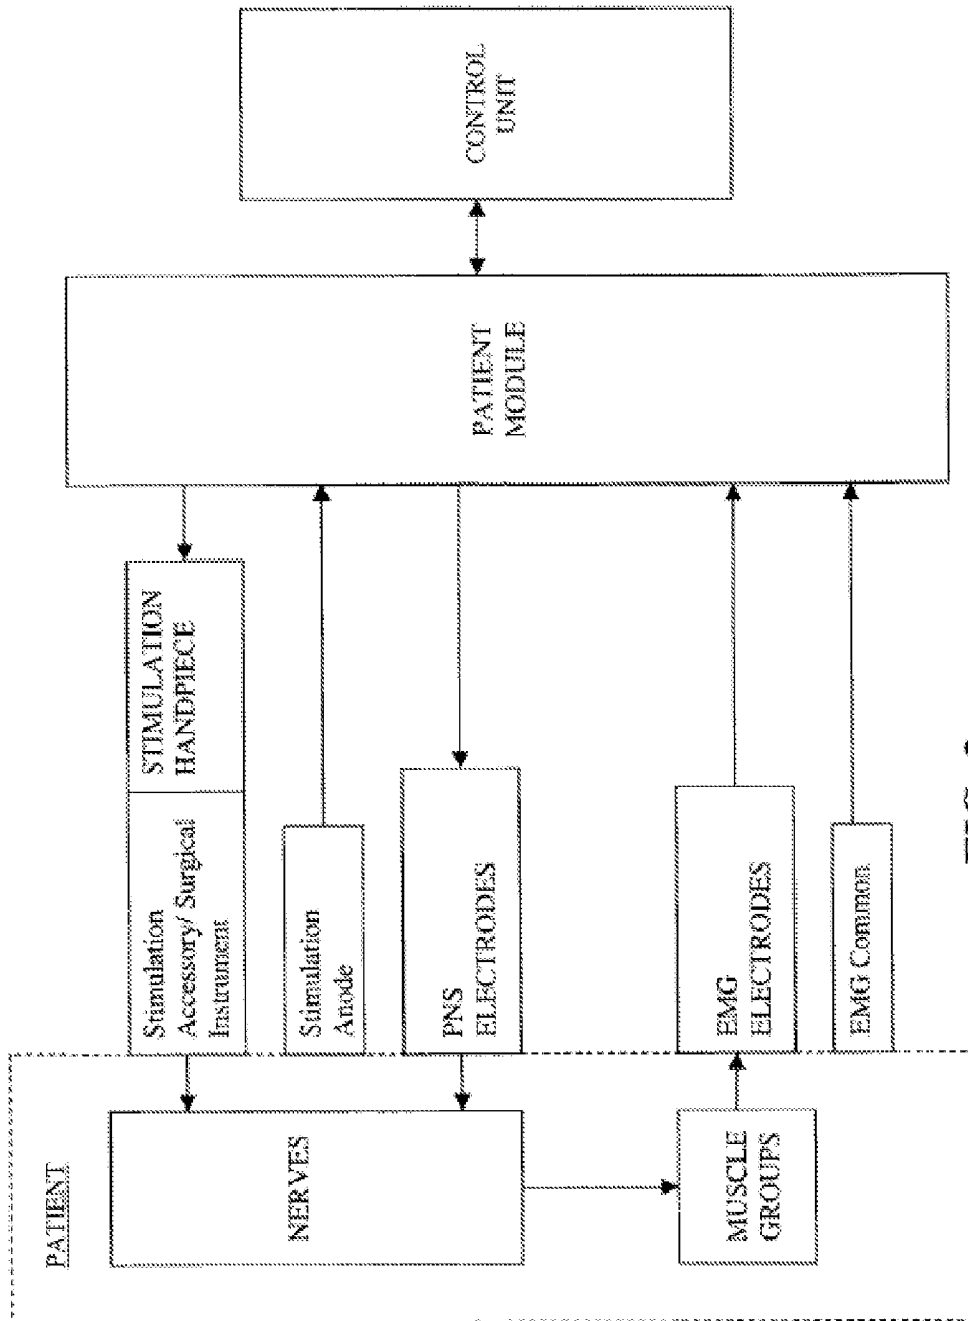 PATIENT
NERVES
MUSCLE
GROUPS
Stimulation
Accessory/ Surgical
Instrument
STIMULATION
HANDPIECE
Stimulation
Anode
PNS
ELECTRODES
EMG
ELECTRODES
EMG Common
PATIENT
MODULE
CONTROL
UNIT